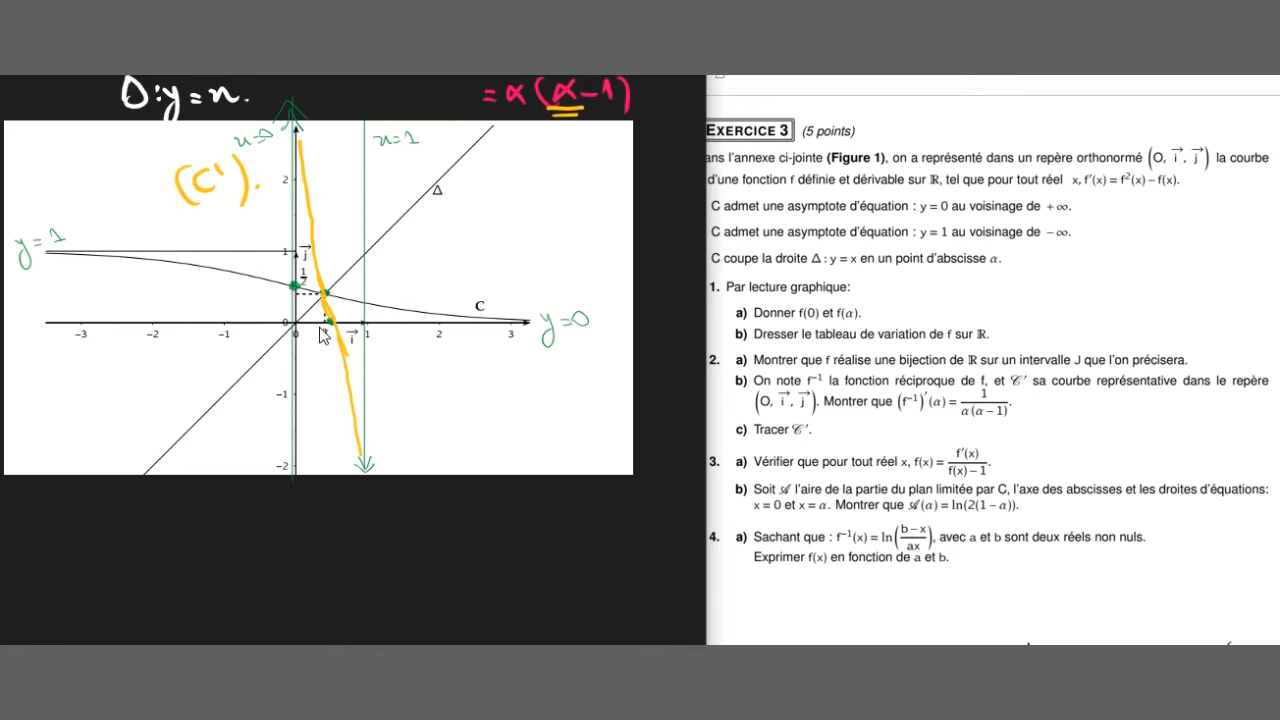 Δ : y = x.
= α (α - 1)
x=0
x=1
(C').
2
Δ
y=1
1
j
1/2
C
0
y=0
−3
−2
−1
0
i
1
2
3
−1
−2
EXERCICE 3 (5 points)
ans l'annexe ci-jointe (Figure 1), on a représenté dans un repère orthonormé (O, i, j) la courbe
d'une fonction f définie et dérivable sur ℝ, tel que pour tout réel x, f'(x) = f²(x) − f(x).
C admet une asymptote d'équation : y = 0 au voisinage de +∞.
C admet une asymptote d'équation : y = 1 au voisinage de −∞.
C coupe la droite Δ : y = x en un point d'abscisse α.
1. Par lecture graphique:
a) Donner f(0) et f(α).
b) Dresser le tableau de variation de f sur ℝ.
2. a) Montrer que f réalise une bijection de ℝ sur un intervalle J que l'on précisera.
b) On note f⁻¹ la fonction réciproque de f, et 𝒞' sa courbe représentative dans le repère
(O, i, j). Montrer que (f⁻¹)'(α) = 1/(α(α−1)).
c) Tracer 𝒞'.
3. a) Vérifier que pour tout réel x, f(x) = f'(x)/(f(x)−1).
b) Soit 𝒜 l'aire de la partie du plan limitée par C, l'axe des abscisses et les droites d'équations:
x = 0 et x = α. Montrer que 𝒜(α) = ln(2(1−α)).
4. a) Sachant que : f⁻¹(x) = ln((b−x)/(ax)), avec a et b sont deux réels non nuls.
Exprimer f(x) en fonction de a et b.